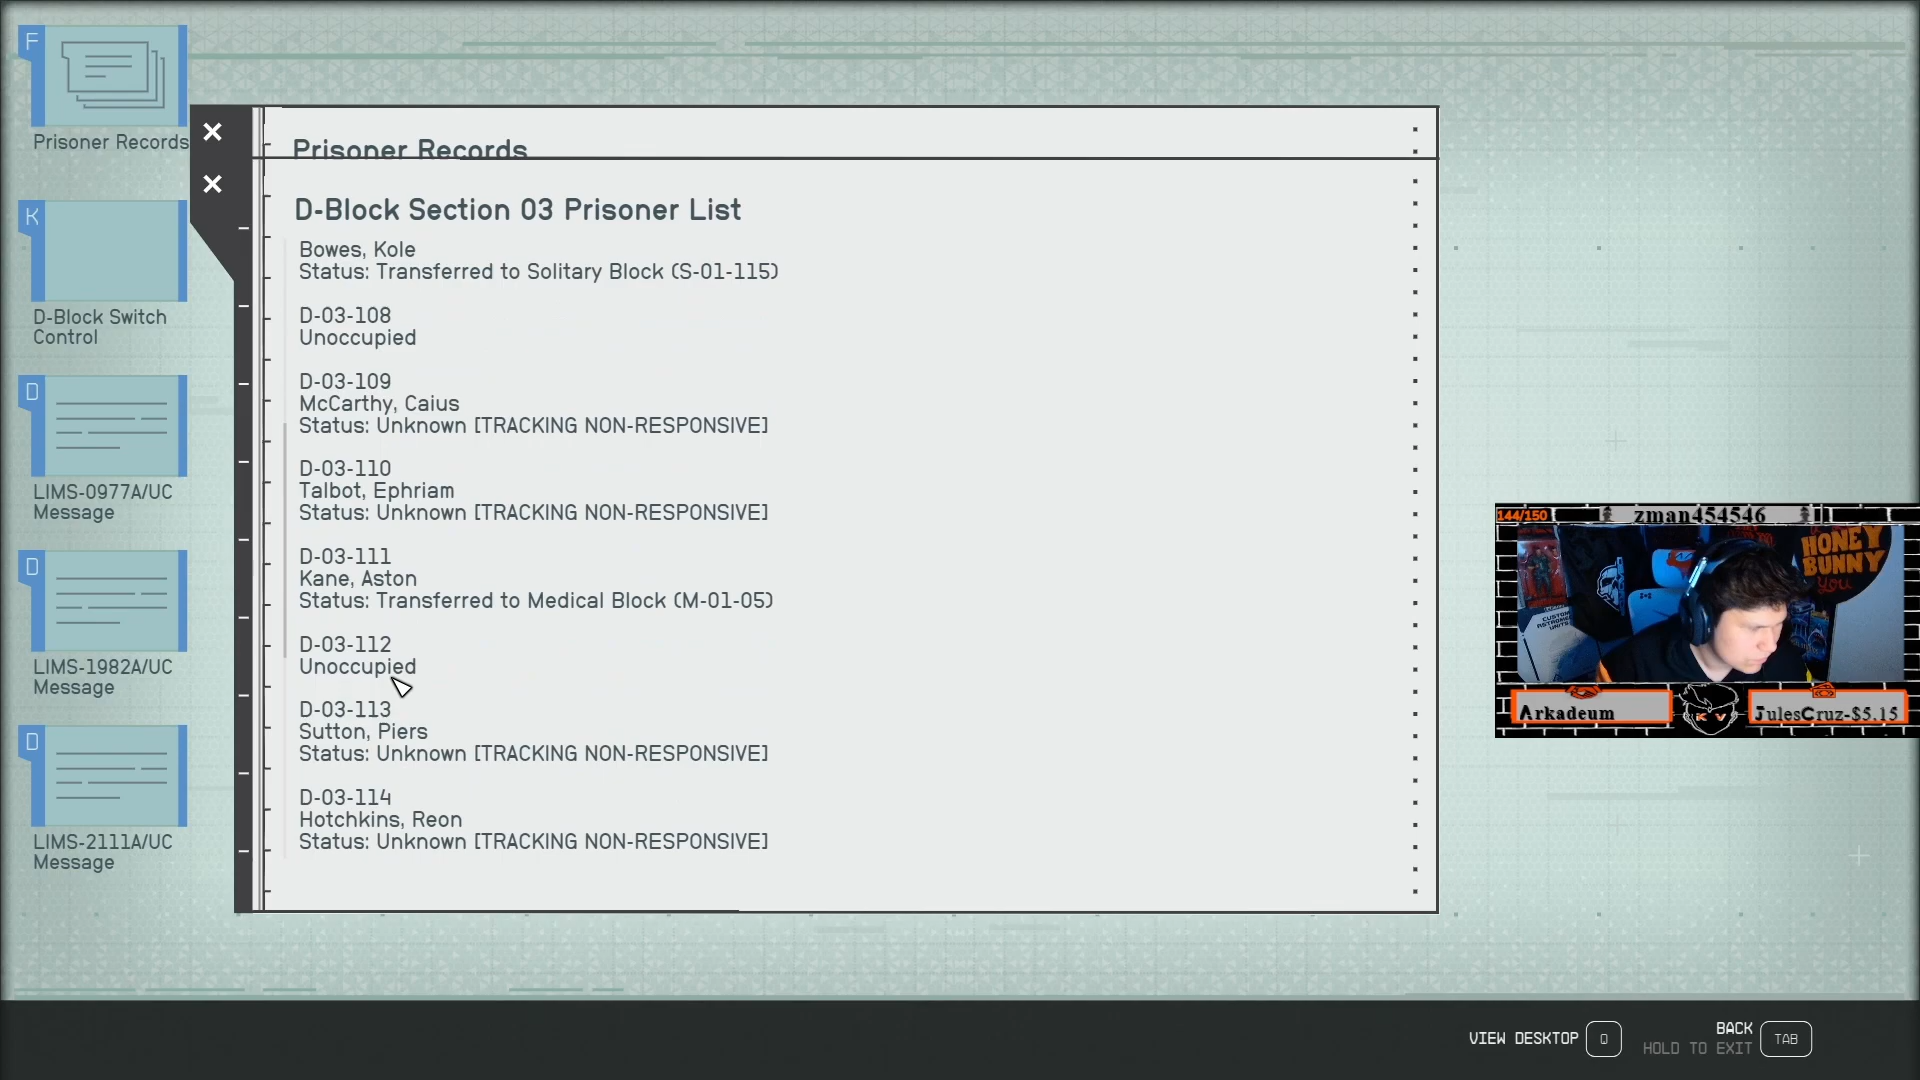 F
Prisoner Records
K
D-Block Switch
Control
D
LIMS-0977A/UC
Message
D
LIMS-1982A/UC
Message
D
LIMS-2111A/UC
Message
Prisoner Records
D-Block Section 03 Prisoner List
Bowes, Kole
Status: Transferred to Solitary Block (S-01-115)
D-03-108
Unoccupied
D-03-109
McCarthy, Caius
Status: Unknown [TRACKING NON-RESPONSIVE]
D-03-110
Talbot, Ephriam
Status: Unknown [TRACKING NON-RESPONSIVE]
D-03-111
Kane, Aston
Status: Transferred to Medical Block (M-01-05)
D-03-112
Unoccupied
D-03-113
Sutton, Piers
Status: Unknown [TRACKING NON-RESPONSIVE]
D-03-114
Hotchkins, Reon
Status: Unknown [TRACKING NON-RESPONSIVE]
144/150
zman454546
HONEY
BUNNY
You
Arkadeum
K V
JulesCruz-$5.15
VIEW DESKTOP Q
BACK
HOLD TO EXIT TAB